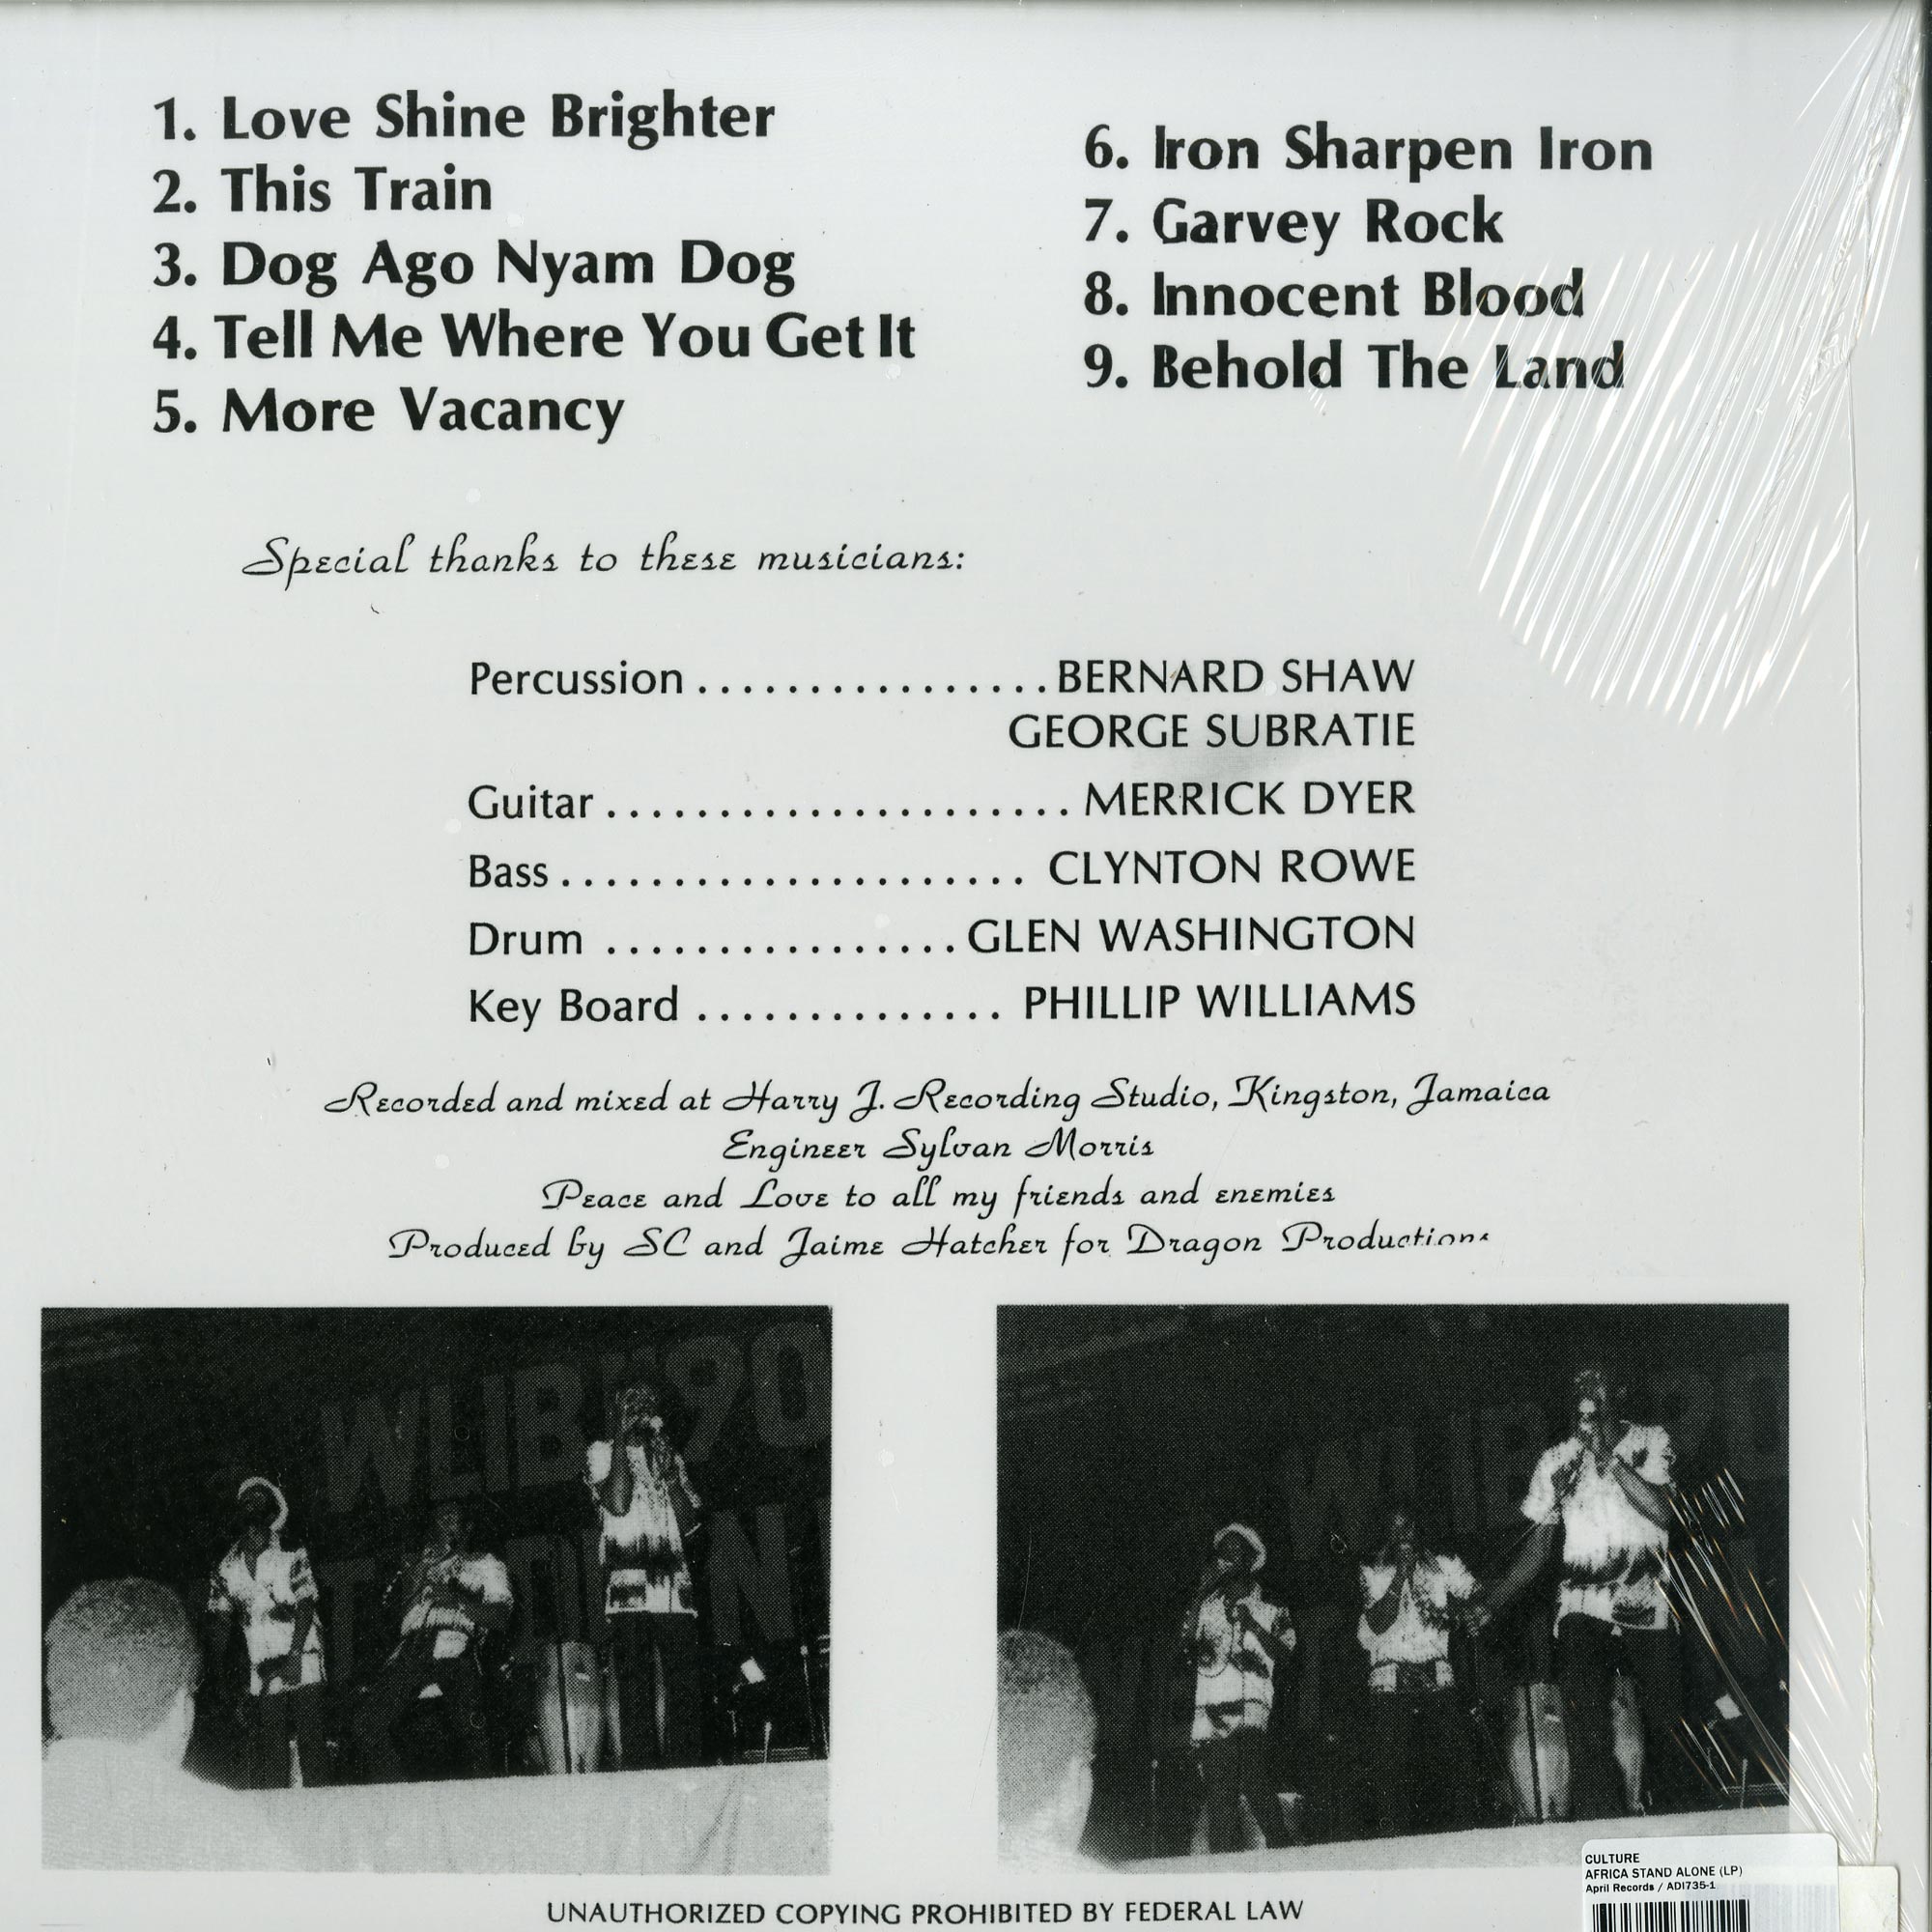 1. Love Shine Brighter
2. This Train
3. Dog Ago Nyam Dog
4. Tell Me Where You Get It
5. More Vacancy
6. Iron Sharpen Iron
7. Garvey Rock
8. Innocent Blood
9. Behold The Land
Special thanks to these musicians:
Percussion ................ BERNARD SHAW
GEORGE SUBRATIE
Guitar ..................... MERRICK DYER
Bass ..................... CLYNTON ROWE
Drum ................ GLEN WASHINGTON
Key Board .............. PHILLIP WILLIAMS
Recorded and mixed at Harry J. Recording Studio, Kingston, Jamaica
Engineer Sylvan Morris
Peace and Love to all my friends and enemies
Produced by SC and Jaime Hatcher for Dragon Productions
WLIB
UNAUTHORIZED COPYING PROHIBITED BY FEDERAL LAW
CULTURE
AFRICA STAND ALONE (LP)
April Records / ADI735-1